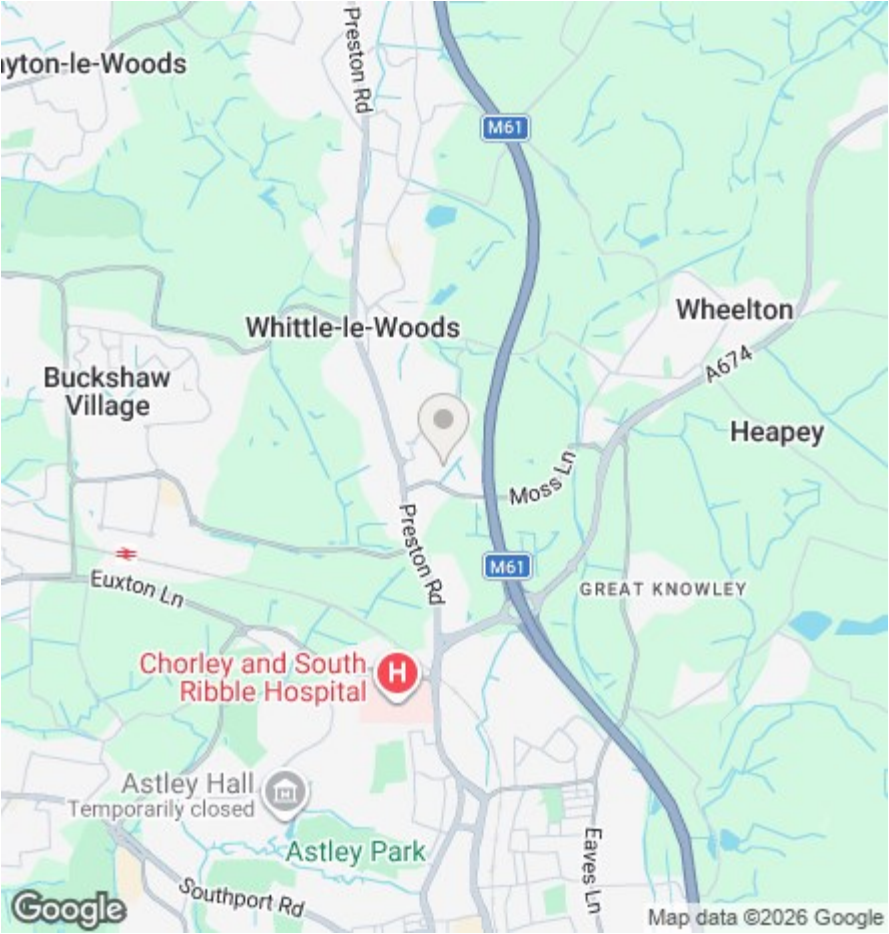 Preston Rd
ayton-le-Woods
M61
Wheelton
Whittle-le-Woods
A674
Buckshaw
Village
Heapey
Moss Ln
Preston Rd
M61
Euxton Ln
GREAT KNOWLEY
Chorley and South
Ribble Hospital
H
Astley Hall
Temporarily closed
Astley Park
Eaves Ln
Southport Rd
Google
Map data ©2026 Google